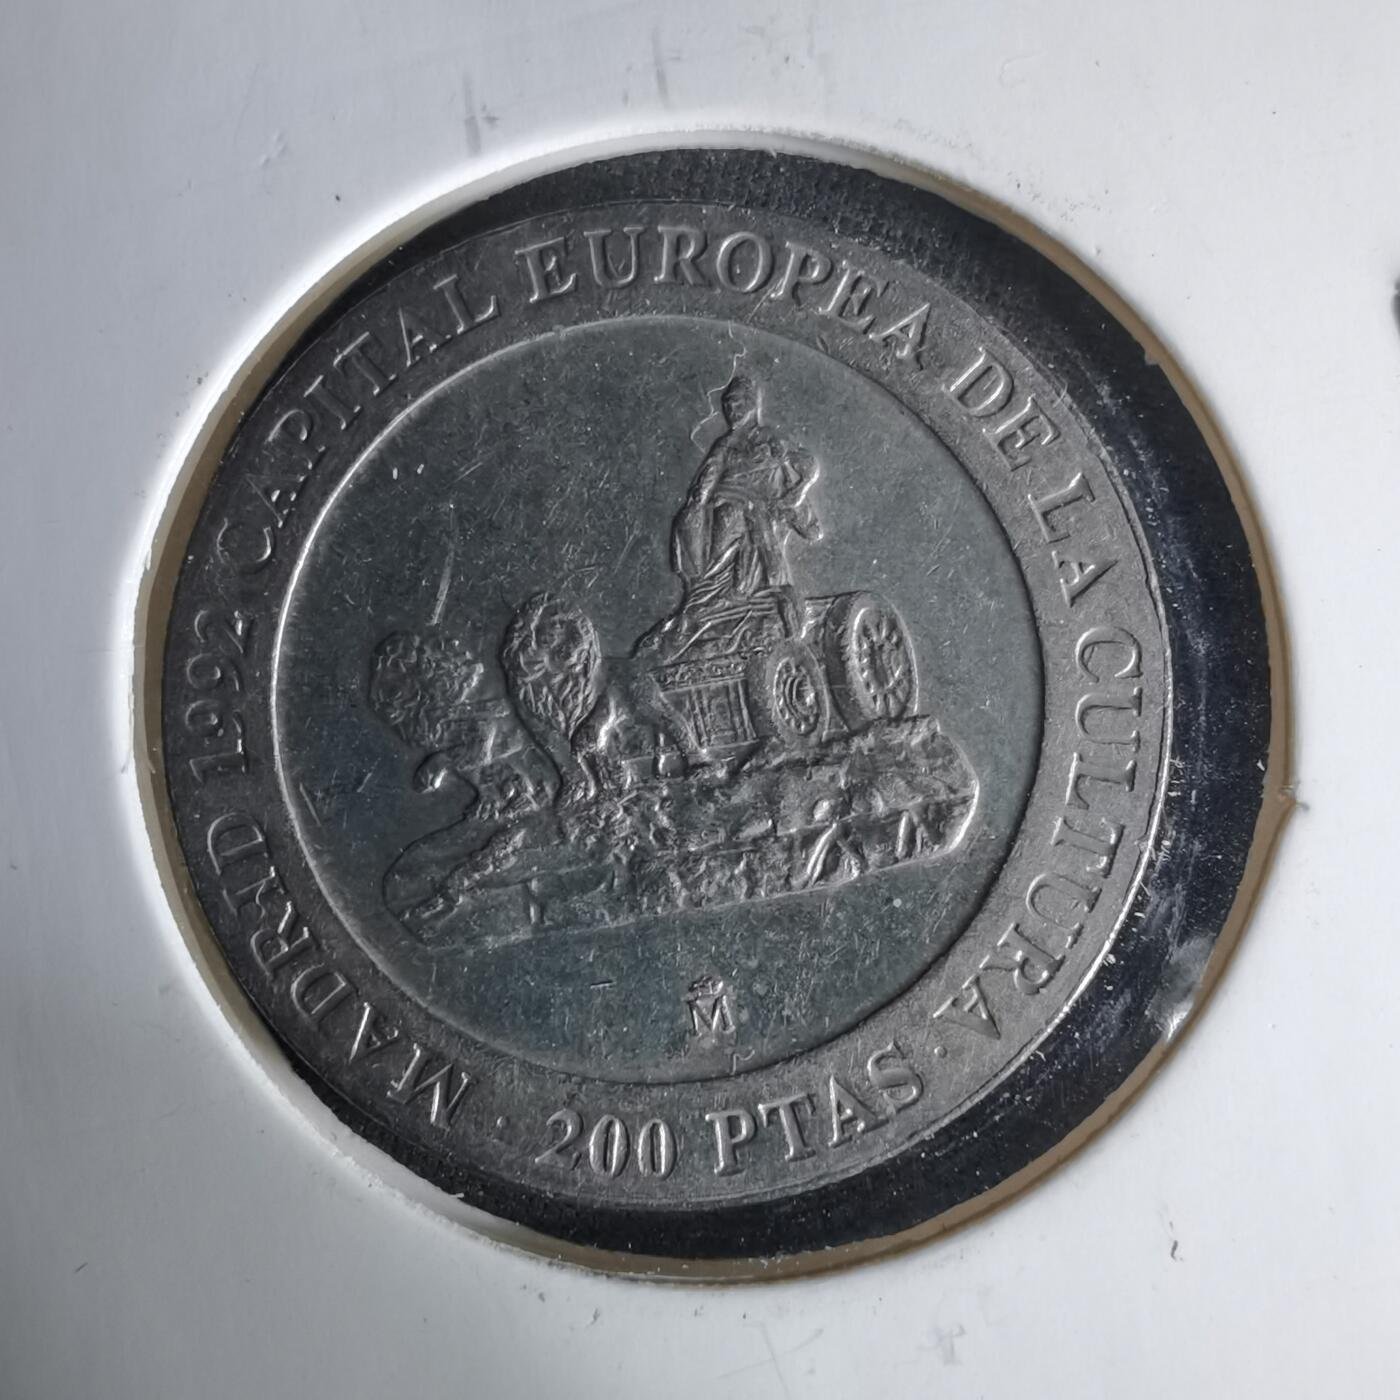 MADRID 1992 CAPITAL EUROPEA DE LA CULTURA
· 200 PTAS ·
M